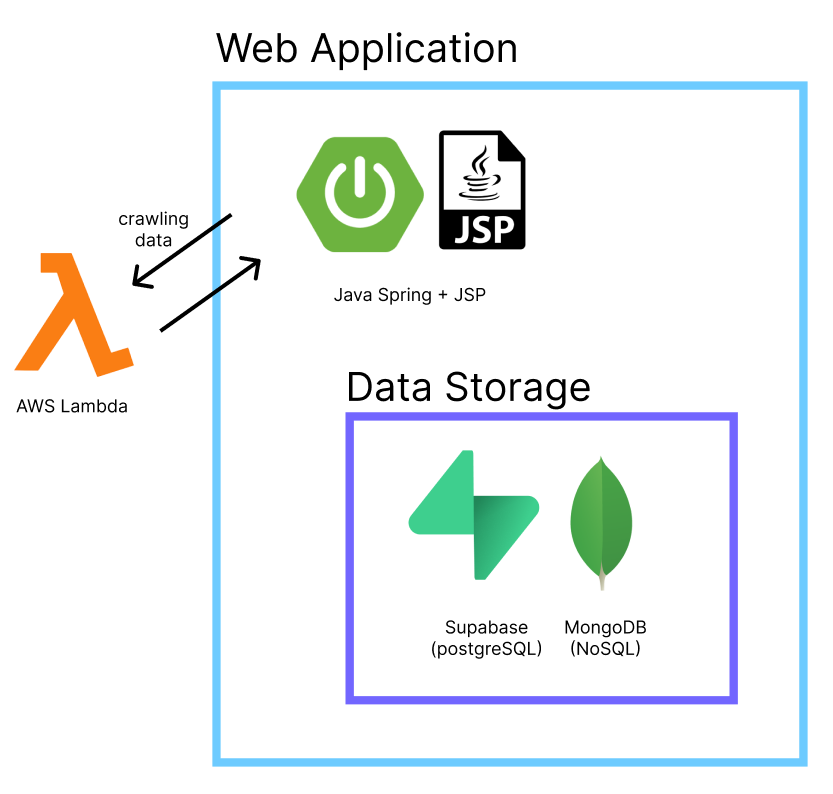 Web Application
JSP
crawling
data
Java Spring + JSP
AWS Lambda
Data Storage
Supabase
(postgreSQL)
MongoDB
(NoSQL)